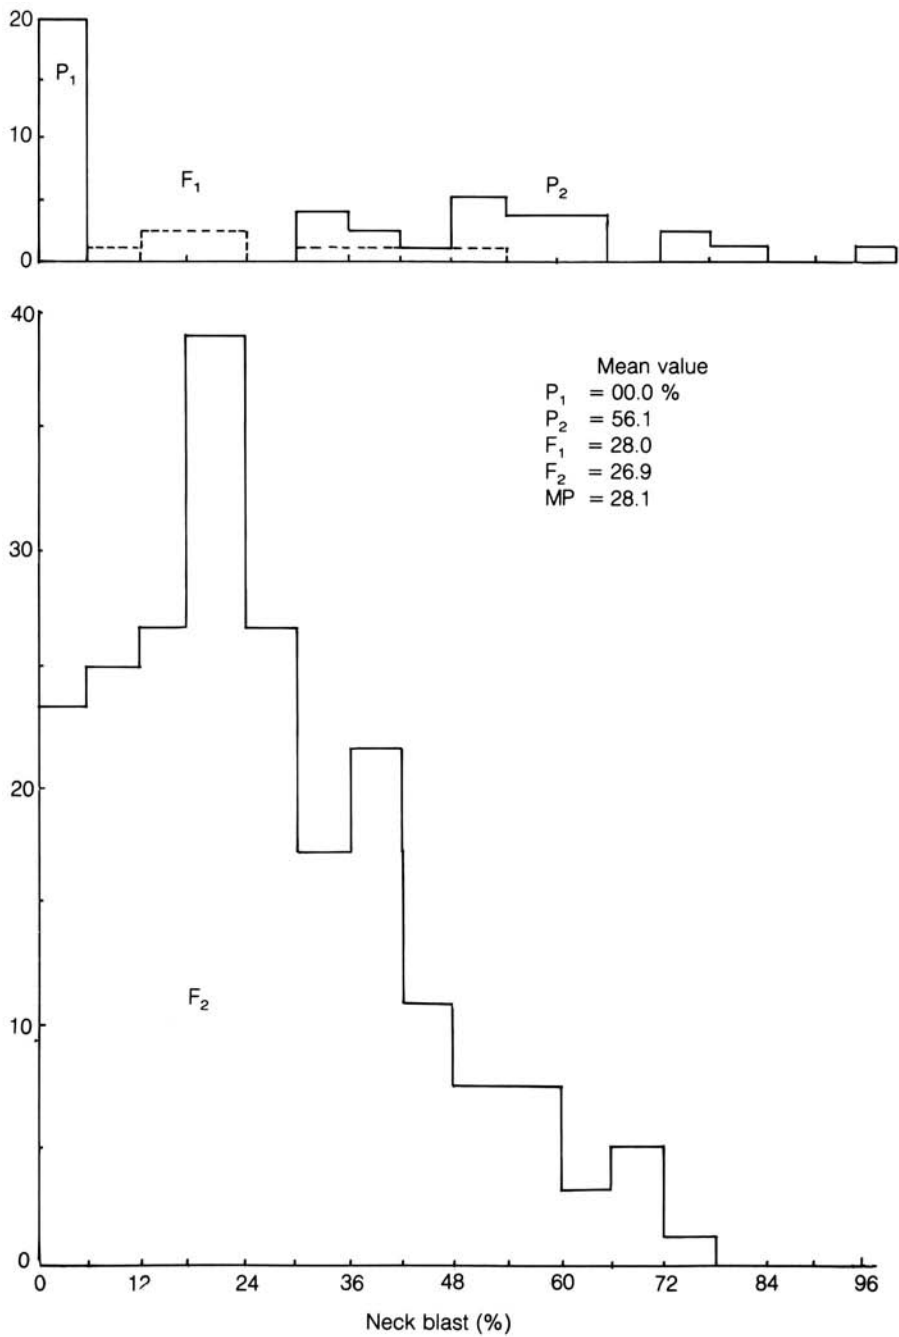 20
P₁
10
F₁
P₂
0
40
Mean value
P₁ = 00.0 %
P₂ = 56.1
F₁ = 28.0
F₂ = 26.9
MP = 28.1
30
20
F₂
10
0
0 12 24 36 48 60 72 84 96
Neck blast (%)